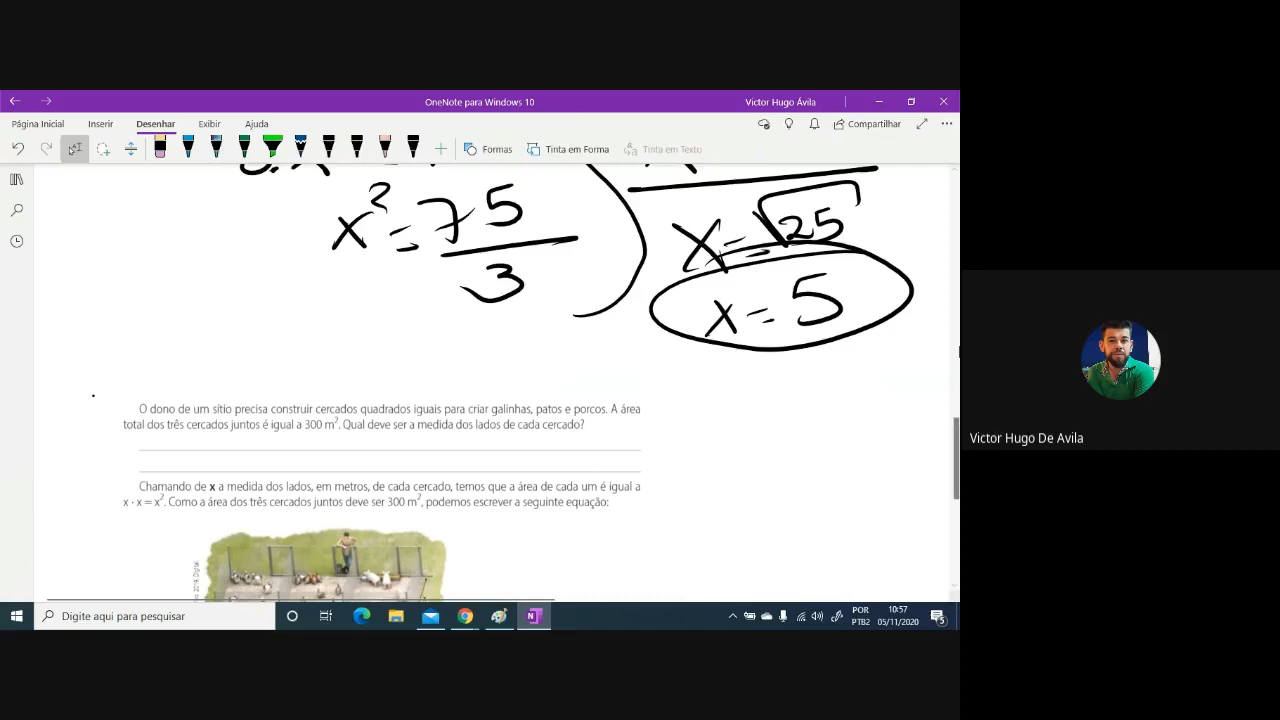 OneNote para Windows 10
Victor Hugo Ávila
Página Inicial Inserir Desenhar Exibir Ajuda
Compartilhar
Formas Tinta em Forma Tinta em Texto
x² = 75
3
x = √25
x = 5
O dono de um sítio precisa construir cercados quadrados iguais para criar galinhas, patos e porcos. A área
total dos três cercados juntos é igual a 300 m². Qual deve ser a medida dos lados de cada cercado?
Chamando de x a medida dos lados, em metros, de cada cercado, temos que a área de cada um é igual a
x · x = x². Como a área dos três cercados juntos deve ser 300 m², podemos escrever a seguinte equação:
Digite aqui para pesquisar
POR
PTB2
10:57
05/11/2020
5
Victor Hugo De Avila